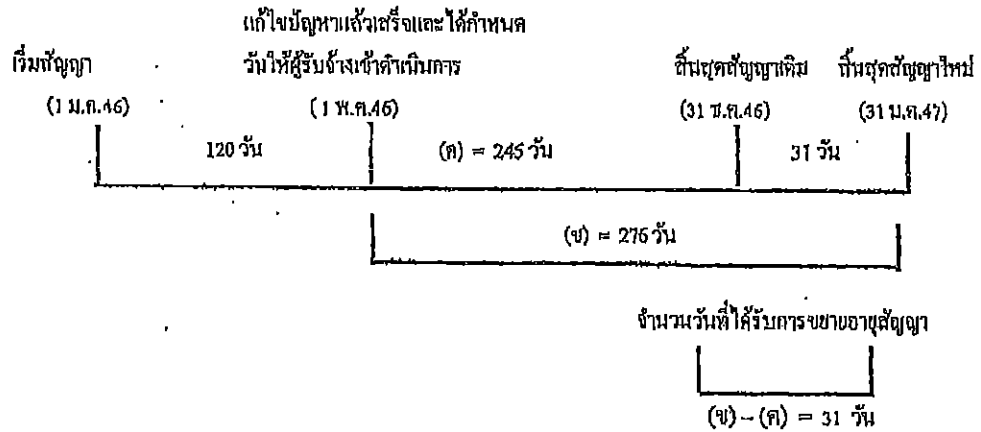 แก้ไขปัญหาแล้วเสร็จและได้กำหนด
เริ่มสัญญา วันให้ผู้รับจ้างเข้าดำเนินการ สิ้นสุดสัญญาเดิม สิ้นสุดสัญญาใหม่
(1 ม.ค.46) (1 พ.ค.46) (31 ธ.ค.46) (31 ม.ค.47)
120 วัน (ค) = 245 วัน 31 วัน
(ข) = 276 วัน
จำนวนวันที่ได้รับการขยายอายุสัญญา
(ข) – (ค) = 31 วัน